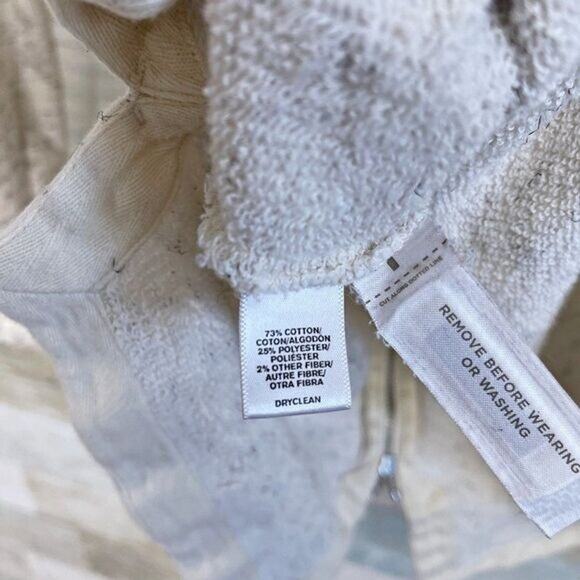 73% COTTON/
COTON/ALGODÓN
25% POLYESTER/
POLIESTER
2% OTHER FIBER/
AUTRE FIBRE/
OTRA FIBRA
DRYCLEAN
CUT ALONG DOTTED LINE
REMOVE BEFORE WEARING
OR WASHING